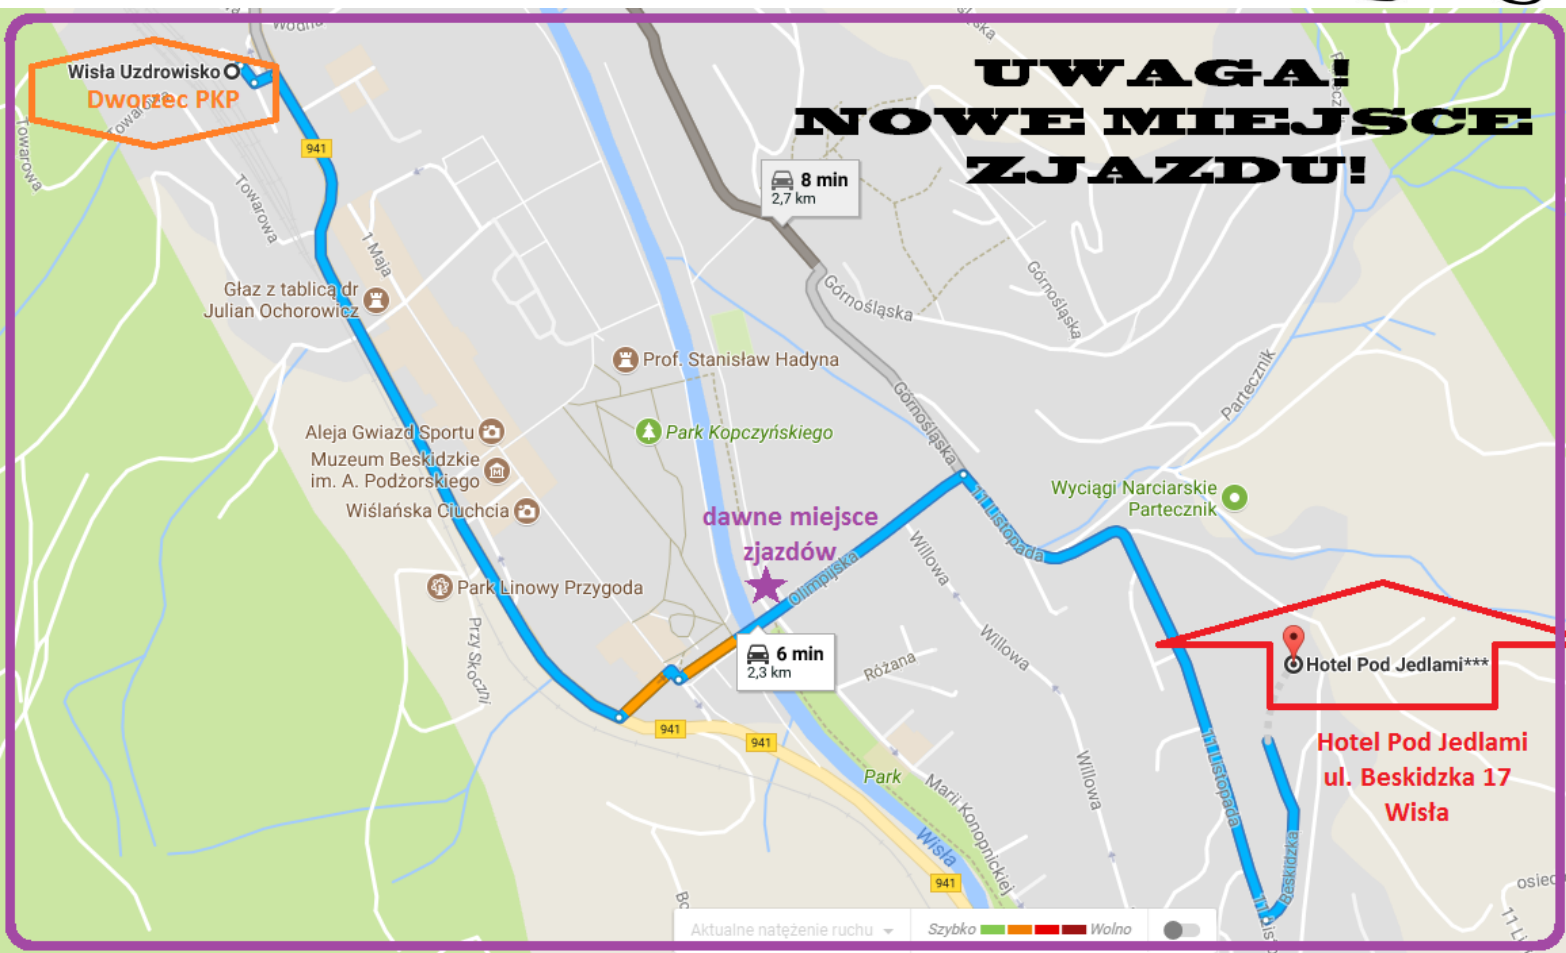 Wodna
UWAGA!
NOWE MIEJSCE
ZJAZDU!
Wisła Uzdrowisko
Dworzec PKP
Towarowa
Towarowa
941
Towarowa
8 min
2,7 km
1 Maja
Głaz z tablicą dr
Julian Ochorowicz
Górnośląska
Górnośląska
Prof. Stanisław Hadyna
Partecznik
Górnośląska
Aleja Gwiazd Sportu
Park Kopczyńskiego
Muzeum Beskidzkie
im. A. Podżorskiego
Wyciągi Narciarskie
Partecznik
Wiślańska Ciuchcia
dawne miejsce
zjazdów
11 Listopada
Willowa
Olimpijska
Park Linowy Przygoda
Przy Skoczni
Willowa
6 min
2,3 km
Różana
Hotel Pod Jedlami***
941
941
Hotel Pod Jedlami
ul. Beskidzka 17
Wisła
Park
Willowa
11 Listopada
Marii Konopnickiej
Wisła
Beskidzka
941
Aktualne natężenie ruchu
Szybko
Wolno